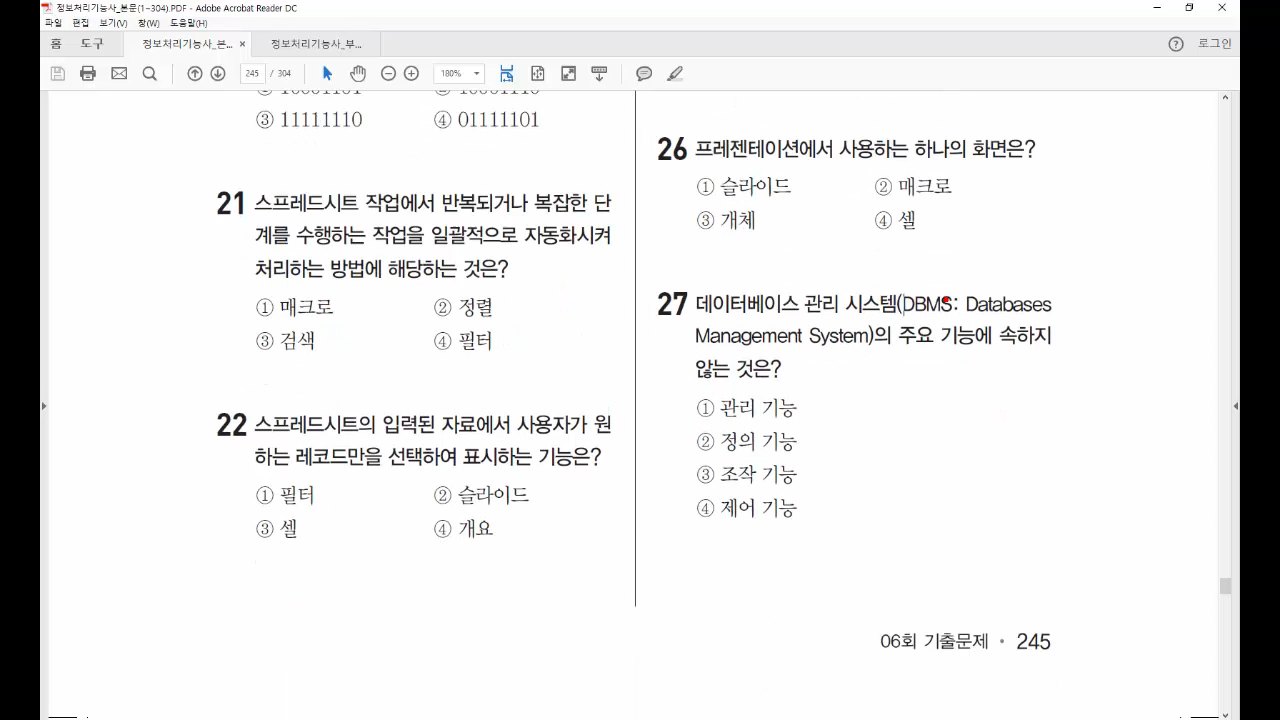 정보처리기능사_본문(1~304).PDF - Adobe Acrobat Reader DC
파일 편집 보기(V) 창(W) 도움말(H)
홈 도구 정보처리기능사_본... × 정보처리기능사_부... 로그인
245 / 304 180%
③ 11111110 ④ 01111101
21 스프레드시트 작업에서 반복되거나 복잡한 단
계를 수행하는 작업을 일괄적으로 자동화시켜
처리하는 방법에 해당하는 것은?
① 매크로 ② 정렬
③ 검색 ④ 필터
22 스프레드시트의 입력된 자료에서 사용자가 원
하는 레코드만을 선택하여 표시하는 기능은?
① 필터 ② 슬라이드
③ 셀 ④ 개요
26 프레젠테이션에서 사용하는 하나의 화면은?
① 슬라이드 ② 매크로
③ 개체 ④ 셀
27 데이터베이스 관리 시스템(DBMS: Databases
Management System)의 주요 기능에 속하지
않는 것은?
① 관리 기능
② 정의 기능
③ 조작 기능
④ 제어 기능
06회 기출문제 • 245